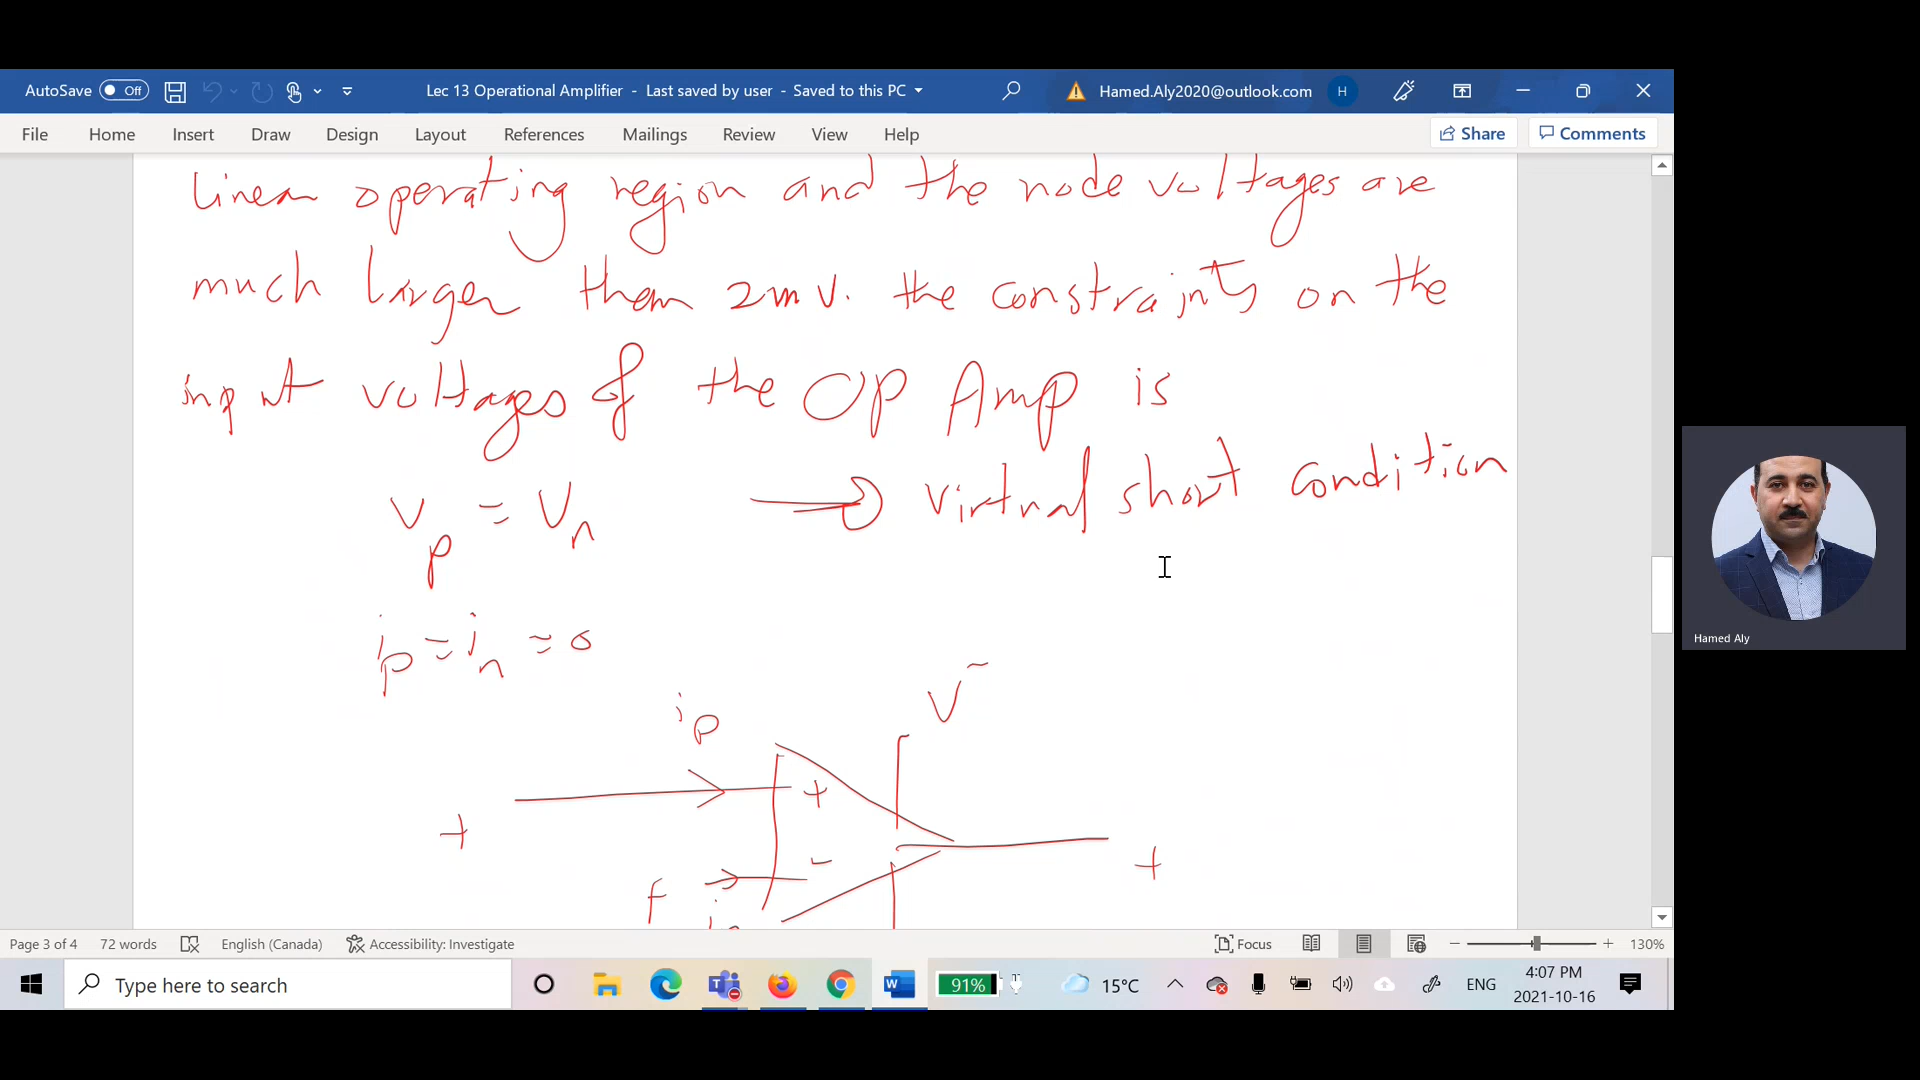 AutoSave Off Lec 13 Operational Amplifier - Last saved by user - Saved to this PC Hamed.Aly2020@outlook.com H
File Home Insert Draw Design Layout References Mailings Review View Help Share Comments
linear operating region and the node voltages are
much larger them 2mV. the constraints on the
input voltages of the OP Amp is
Vp = Vn virtual short condition
ip = in = 0
ip V-
+
-
+ +
Hamed Aly
Page 3 of 4 72 words English (Canada) Accessibility: Investigate Focus 130%
Type here to search 91% 15°C ENG 4:07 PM
2021-10-16